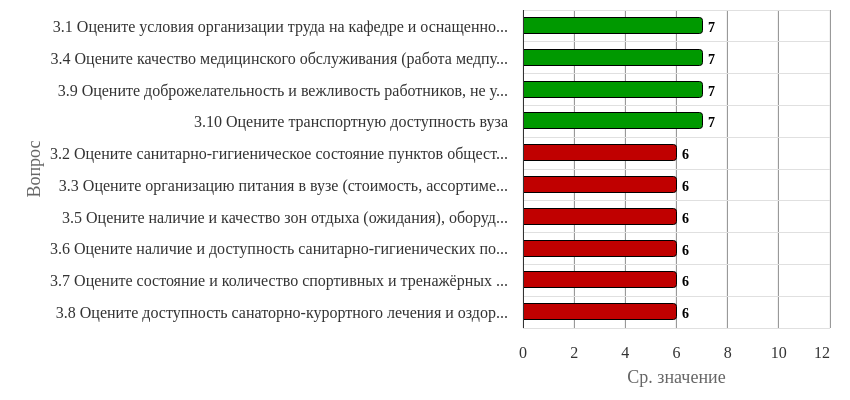 3.1 Оцените условия организации труда на кафедре и оснащенно... 7
3.4 Оцените качество медицинского обслуживания (работа медпу... 7
3.9 Оцените доброжелательность и вежливость работников, не у... 7
3.10 Оцените транспортную доступность вуза 7
3.2 Оцените санитарно-гигиеническое состояние пунктов общест... 6
3.3 Оцените организацию питания в вузе (стоимость, ассортиме... 6
3.5 Оцените наличие и качество зон отдыха (ожидания), оборуд... 6
3.6 Оцените наличие и доступность санитарно-гигиенических по... 6
3.7 Оцените состояние и количество спортивных и тренажёрных ... 6
3.8 Оцените доступность санаторно-курортного лечения и оздор... 6
Вопрос
0 2 4 6 8 10 12
Ср. значение